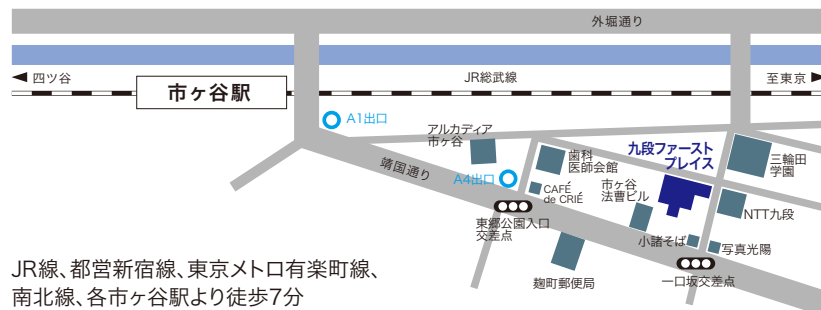 外堀通り
四ツ谷
JR総武線
至東京
市ヶ谷駅
A1出口
アルカディア
市ヶ谷
靖国通り
A4出口
歯科
医師会館
CAFÉ
de CRIÉ
九段ファースト
プレイス
三輪田
学園
市ヶ谷
法曹ビル
NTT九段
東郷公園入口
交差点
小諸そば
写真光陽
麹町郵便局
一口坂交差点
JR線、都営新宿線、東京メトロ有楽町線、
南北線、各市ヶ谷駅より徒歩7分